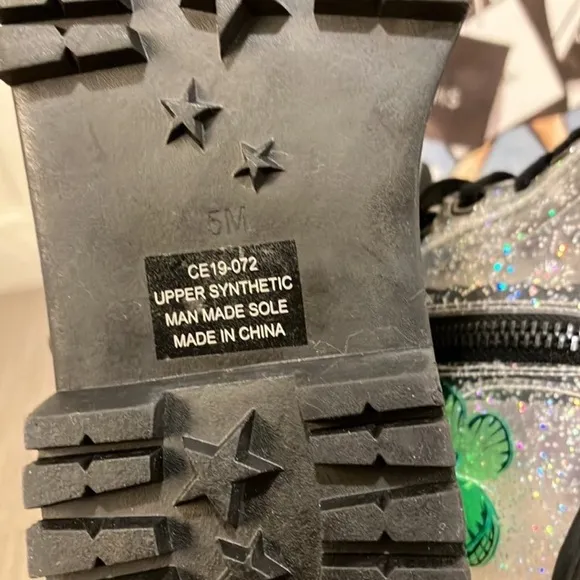 5M
CE19-072
UPPER SYNTHETIC
MAN MADE SOLE
MADE IN CHINA